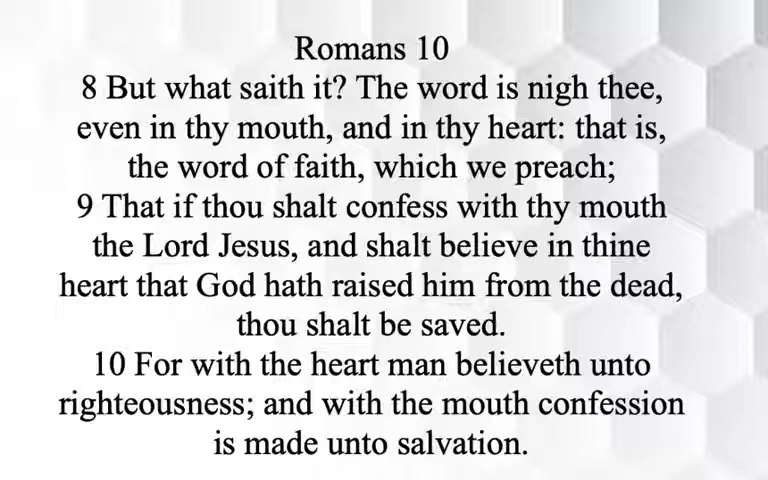 Romans 10
8 But what saith it? The word is nigh thee,
even in thy mouth, and in thy heart: that is,
the word of faith, which we preach;
9 That if thou shalt confess with thy mouth
the Lord Jesus, and shalt believe in thine
heart that God hath raised him from the dead,
thou shalt be saved.
10 For with the heart man believeth unto
righteousness; and with the mouth confession
is made unto salvation.